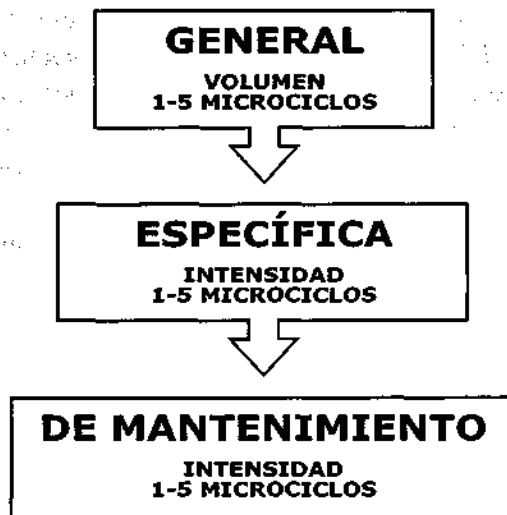 GENERAL
VOLUMEN
1-5 MICROCICLOS
ESPECÍFICA
INTENSIDAD
1-5 MICROCICLOS
DE MANTENIMIENTO
INTENSIDAD
1-5 MICROCICLOS